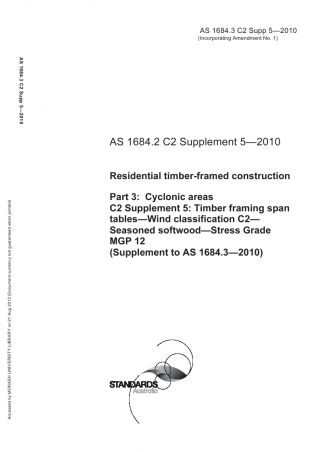 AS 1684.3 C2 Supp 5—2010
(Incorporating Amendment No. 1)
AS 1684.3 C2 Supp 5—2010
AS 1684.2 C2 Supplement 5—2010
Residential timber-framed construction
Part 3: Cyclonic areas
C2 Supplement 5: Timber framing span
tables—Wind classification C2—
Seasoned softwood—Stress Grade
MGP 12
(Supplement to AS 1684.3—2010)
STANDARDS
Australia
Accessed by MONASH UNIVERSITY LIBRARY on 21 Aug 2013 (Document currency not guaranteed when printed)